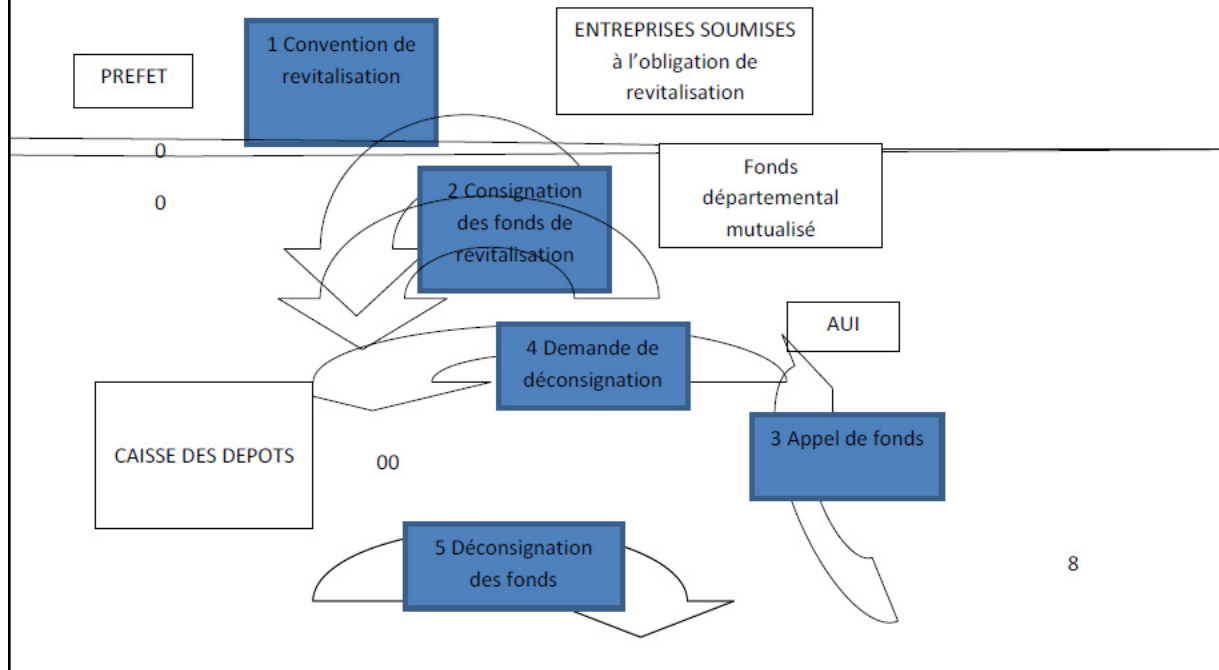 1 Convention de
revitalisation
ENTREPRISES SOUMISES
à l'obligation de
revitalisation
PREFET
0
0
Fonds
départemental
mutualisé
2 Consignation
des fonds de
revitalisation
AUI
4 Demande de
déconsignation
3 Appel de fonds
CAISSE DES DEPOTS
00
5 Déconsignation
des fonds
8